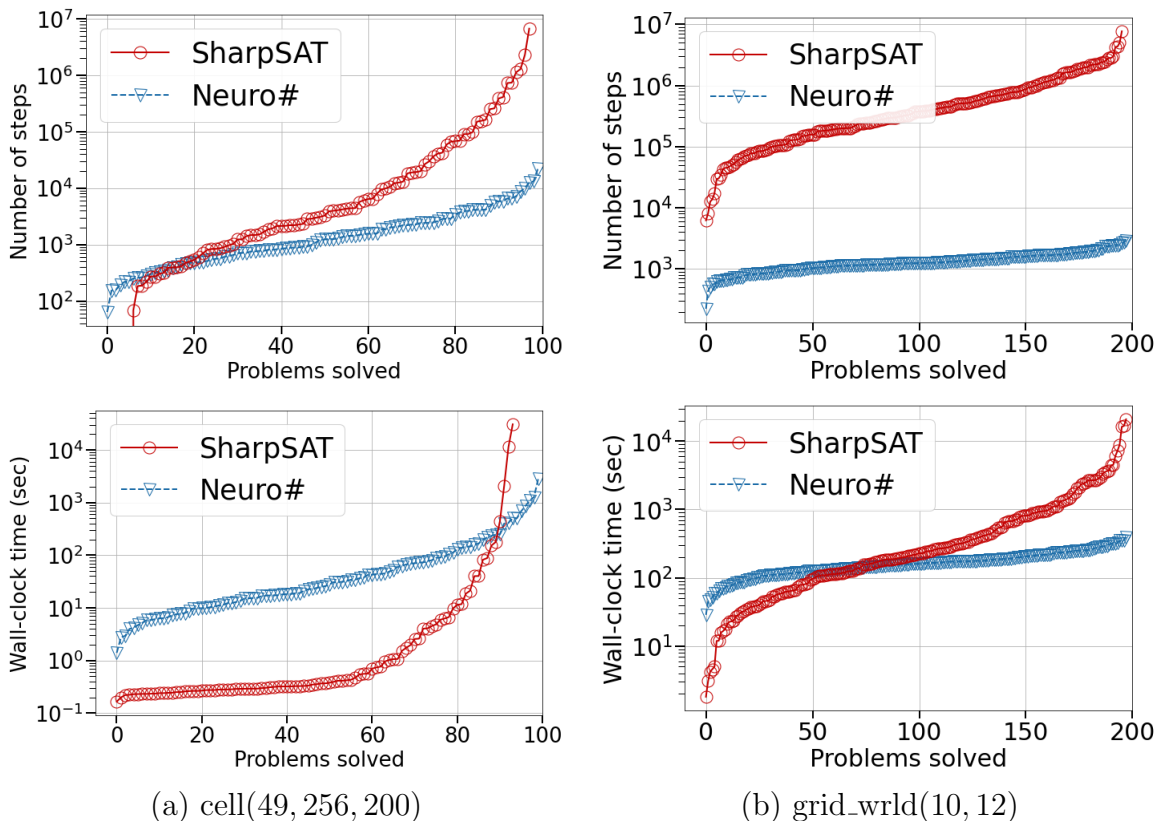 Number of steps
10^7
10^6
10^5
10^4
10^3
10^2
SharpSAT
Neuro#
0 20 40 60 80 100
Problems solved
Number of steps
10^7
10^6
10^5
10^4
10^3
SharpSAT
Neuro#
0 50 100 150 200
Problems solved
Wall-clock time (sec)
10^4
10^3
10^2
10^1
10^0
10^−1
SharpSAT
Neuro#
0 20 40 60 80 100
Problems solved
Wall-clock time (sec)
10^4
10^3
10^2
10^1
SharpSAT
Neuro#
0 50 100 150 200
Problems solved
(a) cell(49, 256, 200)
(b) grid_wrld(10, 12)